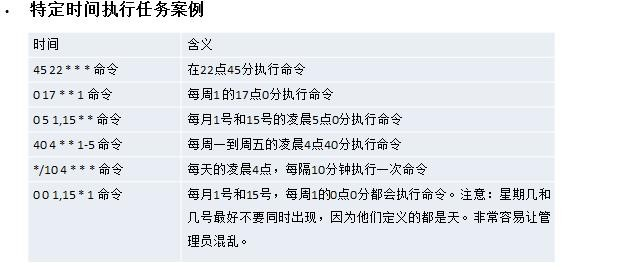 • 特定时间执行任务案例
时间 含义
45 22 * * * 命令 在22点45分执行命令
0 17 * * 1 命令 每周1的17点0分执行命令
0 5 1,15 * * 命令 每月1号和15号的凌晨5点0分执行命令
40 4 * * 1-5 命令 每周一到周五的凌晨4点40分执行命令
*/10 4 * * * 命令 每天的凌晨4点，每隔10分钟执行一次命令
0 0 1,15 * 1 命令 每月1号和15号，每周1的0点0分都会执行命令。注意：星期几和
几号最好不要同时出现，因为他们定义的都是天。非常容易让管
理员混乱。